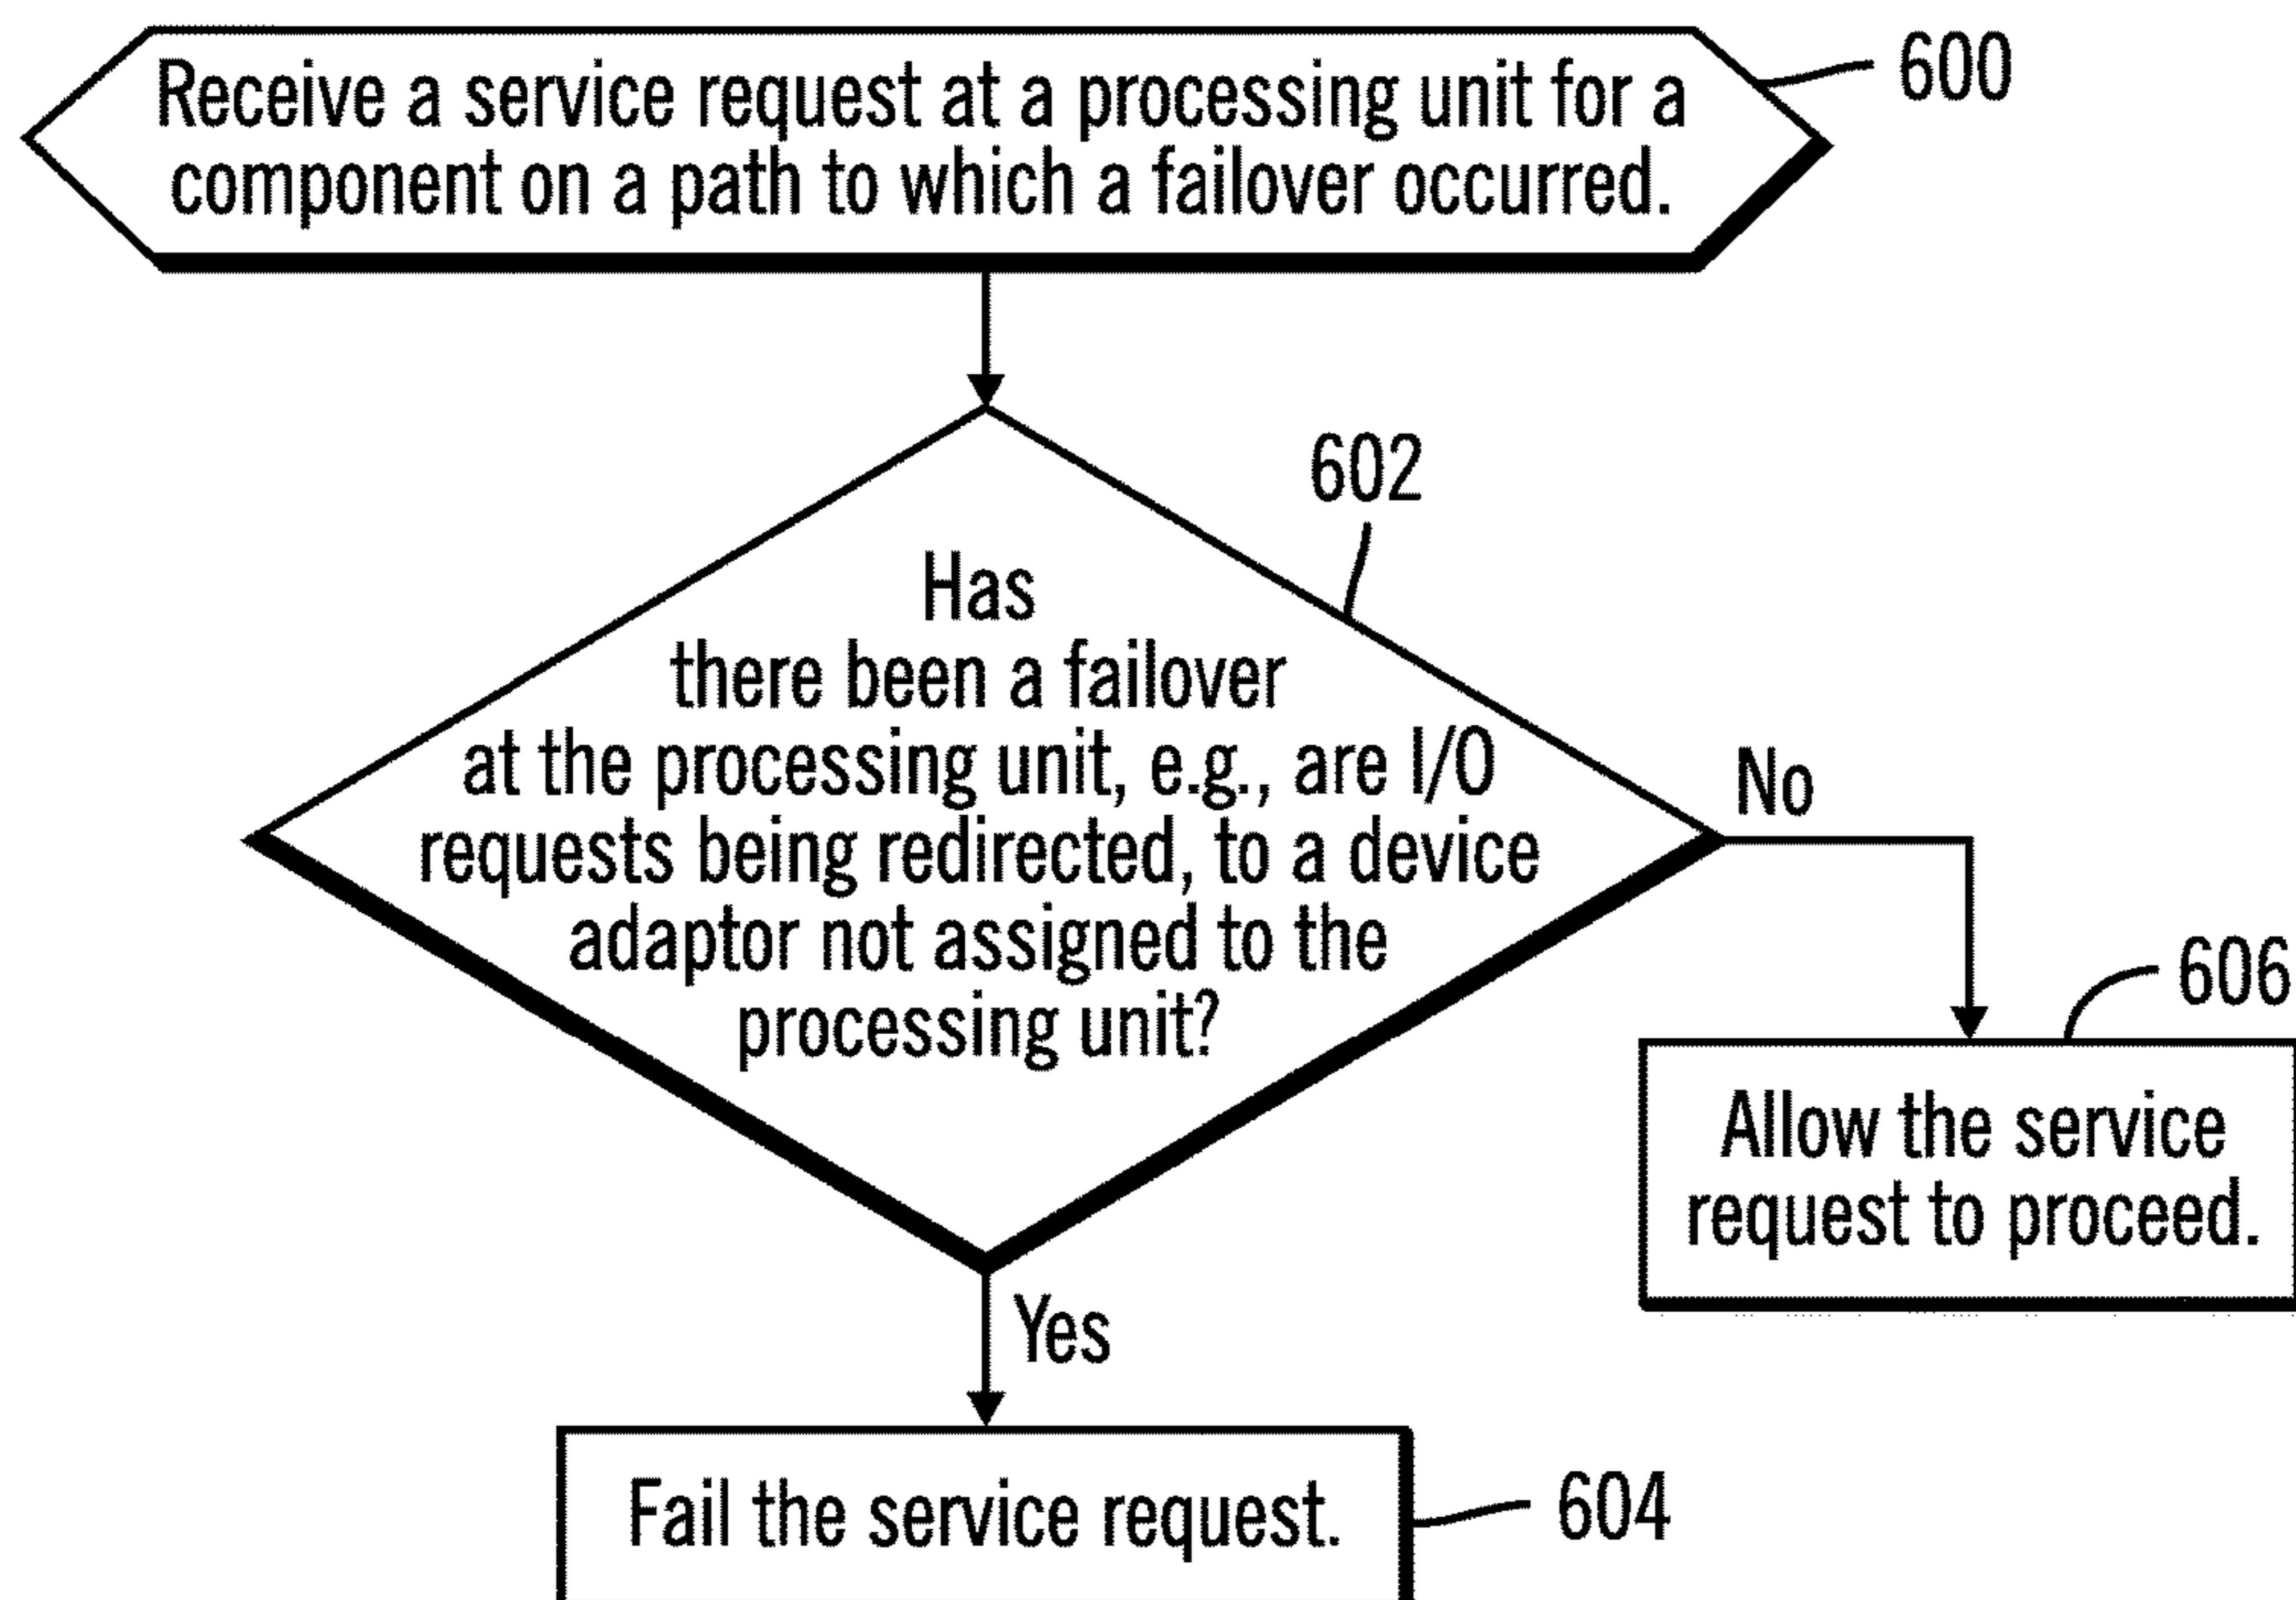 Receive a service request at a processing unit for a
component on a path to which a failover occurred.
600
602
Has
there been a failover
at the processing unit, e.g., are I/O
requests being redirected, to a device
adaptor not assigned to the
processing unit?
No
606
Allow the service
request to proceed.
Yes
Fail the service request.
604